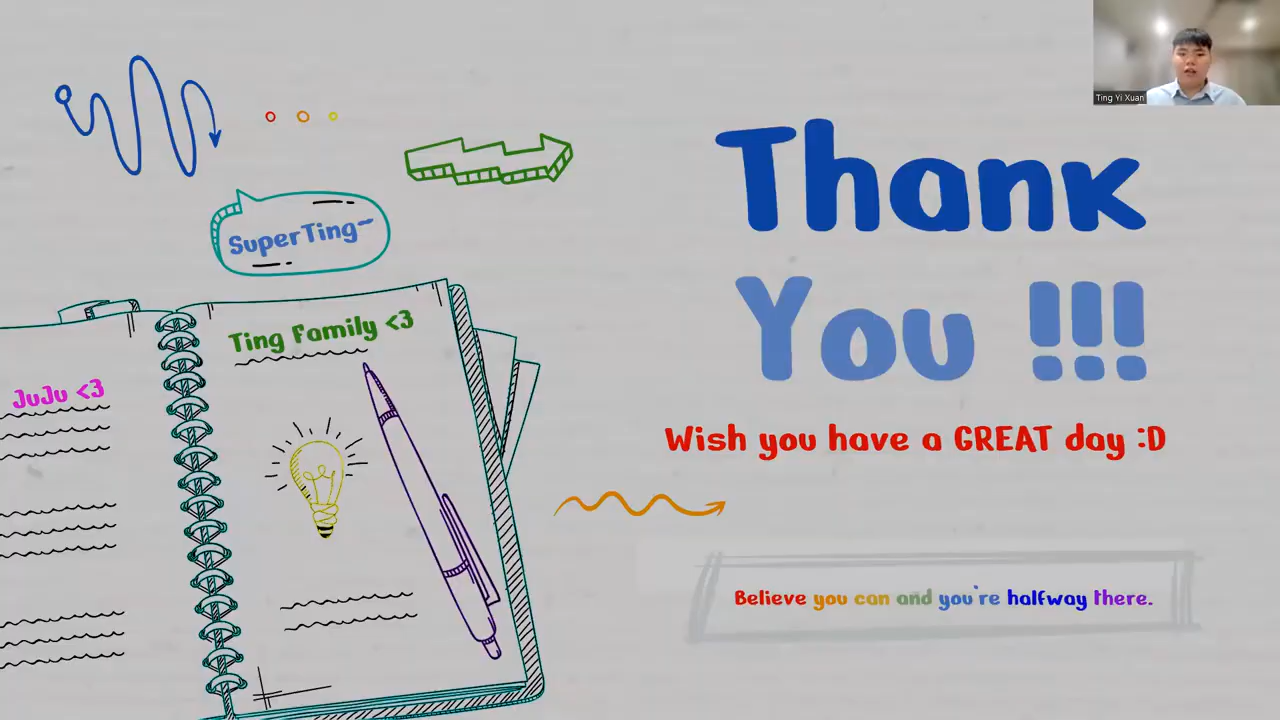 Ting Yi Xuan
Thank
You !!!
SuperTing~
Ting Family <3
JuJu <3
Wish you have a GREAT day :D
Believe you can and you're halfway there.